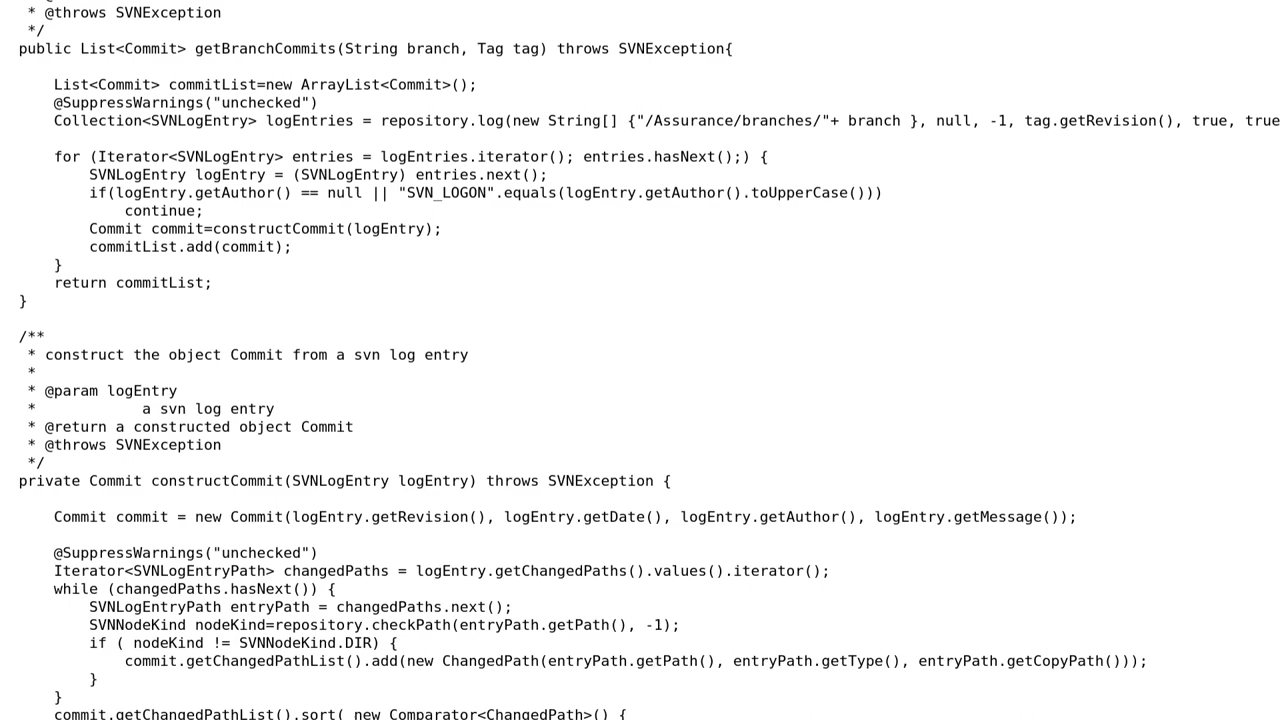 * @throws SVNException
 */
public List<Commit> getBranchCommits(String branch, Tag tag) throws SVNException{
    List<Commit> commitList=new ArrayList<Commit>();
    @SuppressWarnings("unchecked")
    Collection<SVNLogEntry> logEntries = repository.log(new String[] {"/Assurance/branches/"+ branch }, null, -1, tag.getRevision(), true, true
    for (Iterator<SVNLogEntry> entries = logEntries.iterator(); entries.hasNext();) {
        SVNLogEntry logEntry = (SVNLogEntry) entries.next();
        if(logEntry.getAuthor() == null || "SVN_LOGON".equals(logEntry.getAuthor().toUpperCase()))
            continue;
        Commit commit=constructCommit(logEntry);
        commitList.add(commit);
    }
    return commitList;
}
/**
 * construct the object Commit from a svn log entry
 *
 * @param logEntry
 *            a svn log entry
 * @return a constructed object Commit
 * @throws SVNException
 */
private Commit constructCommit(SVNLogEntry logEntry) throws SVNException {
    Commit commit = new Commit(logEntry.getRevision(), logEntry.getDate(), logEntry.getAuthor(), logEntry.getMessage());
    @SuppressWarnings("unchecked")
    Iterator<SVNLogEntryPath> changedPaths = logEntry.getChangedPaths().values().iterator();
    while (changedPaths.hasNext()) {
        SVNLogEntryPath entryPath = changedPaths.next();
        SVNNodeKind nodeKind=repository.checkPath(entryPath.getPath(), -1);
        if ( nodeKind != SVNNodeKind.DIR) {
            commit.getChangedPathList().add(new ChangedPath(entryPath.getPath(), entryPath.getType(), entryPath.getCopyPath()));
        }
    }
    commit.getChangedPathList().sort( new Comparator<ChangedPath>() {